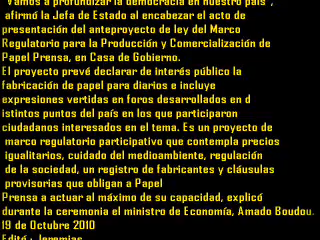 "Vamos a profundizar la democracia en nuestro país",
afirmó la Jefa de Estado al encabezar el acto de
presentación del anteproyecto de ley del Marco
Regulatorio para la Producción y Comercialización de
Papel Prensa, en Casa de Gobierno.
El proyecto prevé declarar de interés público la
fabricación de papel para diarios e incluye
expresiones vertidas en foros desarrollados en d
istintos puntos del país en los que participaron
ciudadanos interesados en el tema. Es un proyecto de
marco regulatorio participativo que contempla precios
igualitarios, cuidado del medioambiente, regulación
de la sociedad, un registro de fabricantes y cláusulas
provisorias que obligan a Papel
Prensa a actuar al máximo de su capacidad, explicó
durante la ceremonia el ministro de Economía, Amado Boudou.
19 de Octubre 2010
Editó: Jeremias